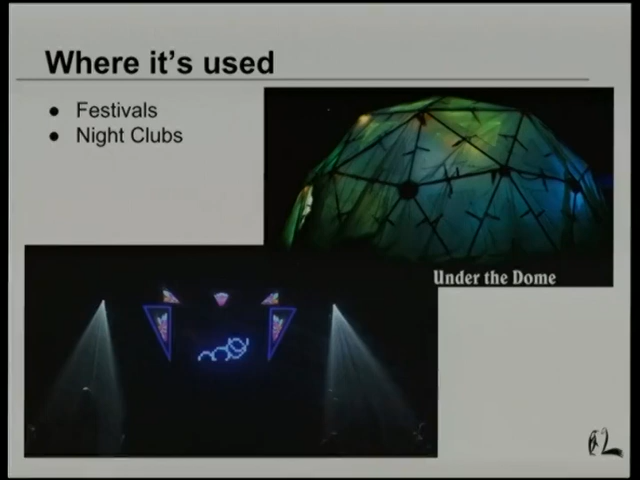 Where it's used
Festivals
Night Clubs
Under the Dome